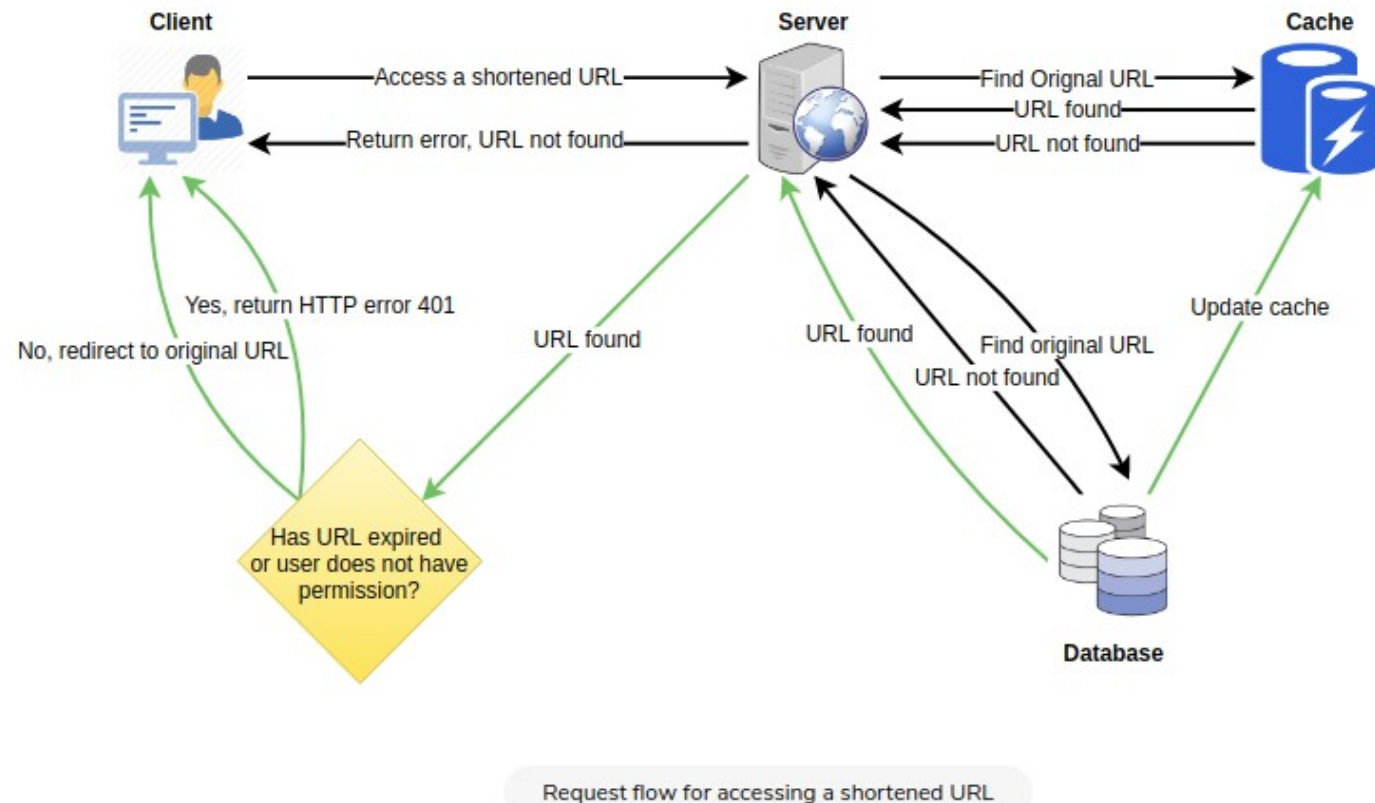 Client
Server
Cache
Access a shortened URL
Find Orignal URL
URL found
Return error, URL not found
URL not found
Yes, return HTTP error 401
No, redirect to original URL
URL found
URL found
Find original URL
URL not found
Update cache
Has URL expired
or user does not have
permission?
Database
Request flow for accessing a shortened URL